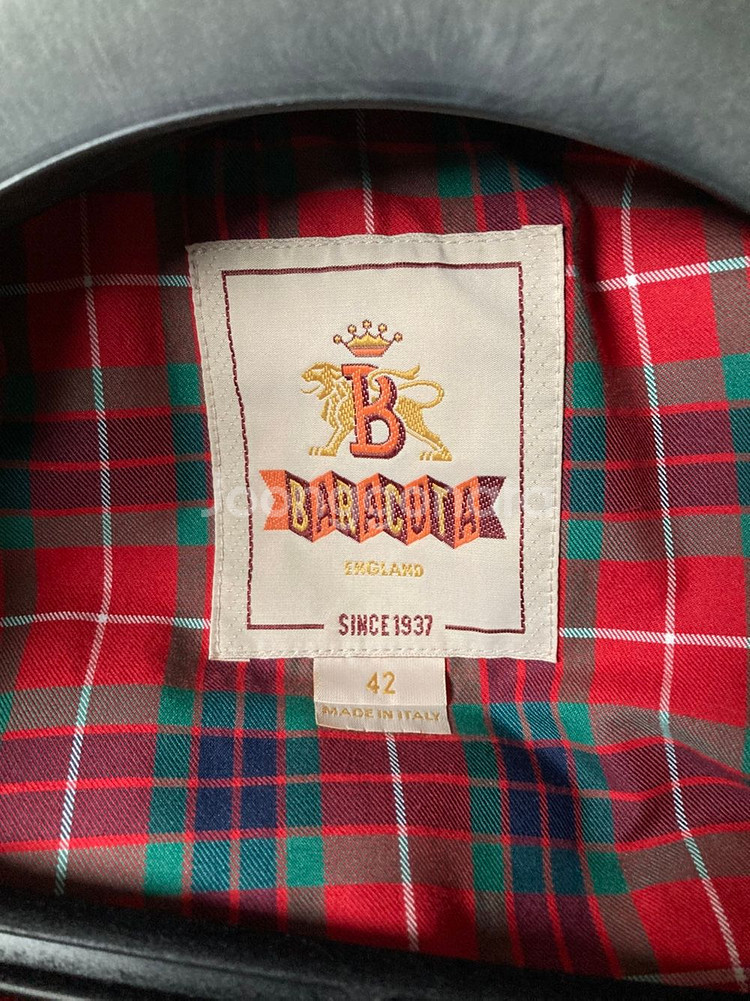 B
BARACUTA
ENGLAND
SINCE 1937
42
MADE IN ITALY